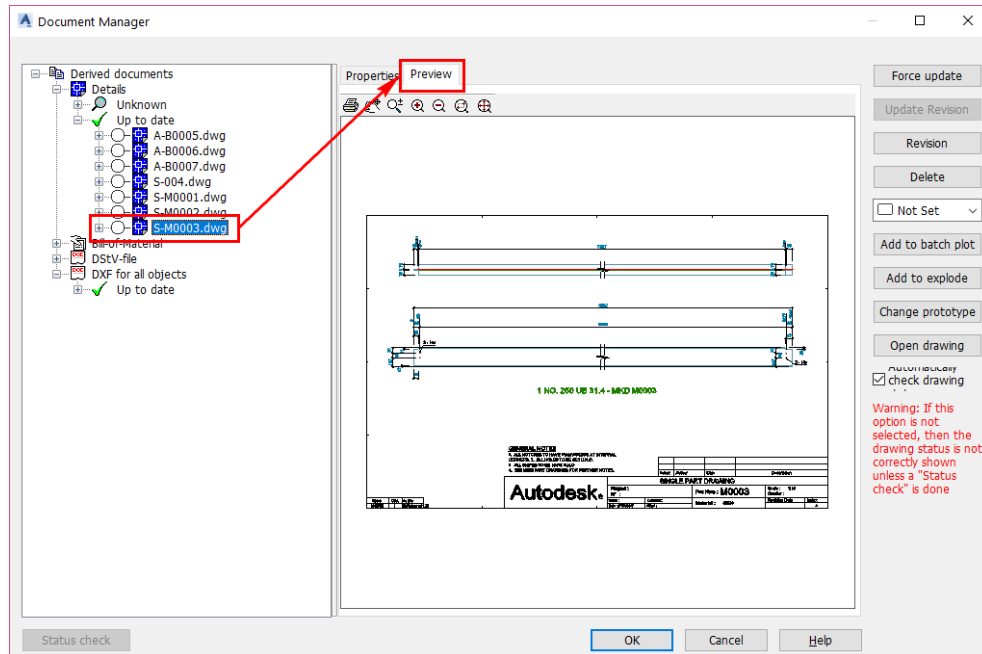 Document Manager
Derived documents
Details
Unknown
Up to date
A-B0005.dwg
A-B0006.dwg
A-B0007.dwg
S-004.dwg
S-M0001.dwg
S-M0002.dwg
S-M0003.dwg
Bill-of-Material
DStV-file
DXF for all objects
Up to date
Status check
Properties
Preview
1 NO. 250 UB 31.4 - MKD M0003
GENERAL NOTES
Autodesk
SINGLE PART DRAWING
M0003
OK
Cancel
Help
Force update
Update Revision
Revision
Delete
Not Set
Add to batch plot
Add to explode
Change prototype
Open drawing
Automatically
check drawing
Warning: If this
option is not
selected, then the
drawing status is not
correctly shown
unless a "Status
check" is done